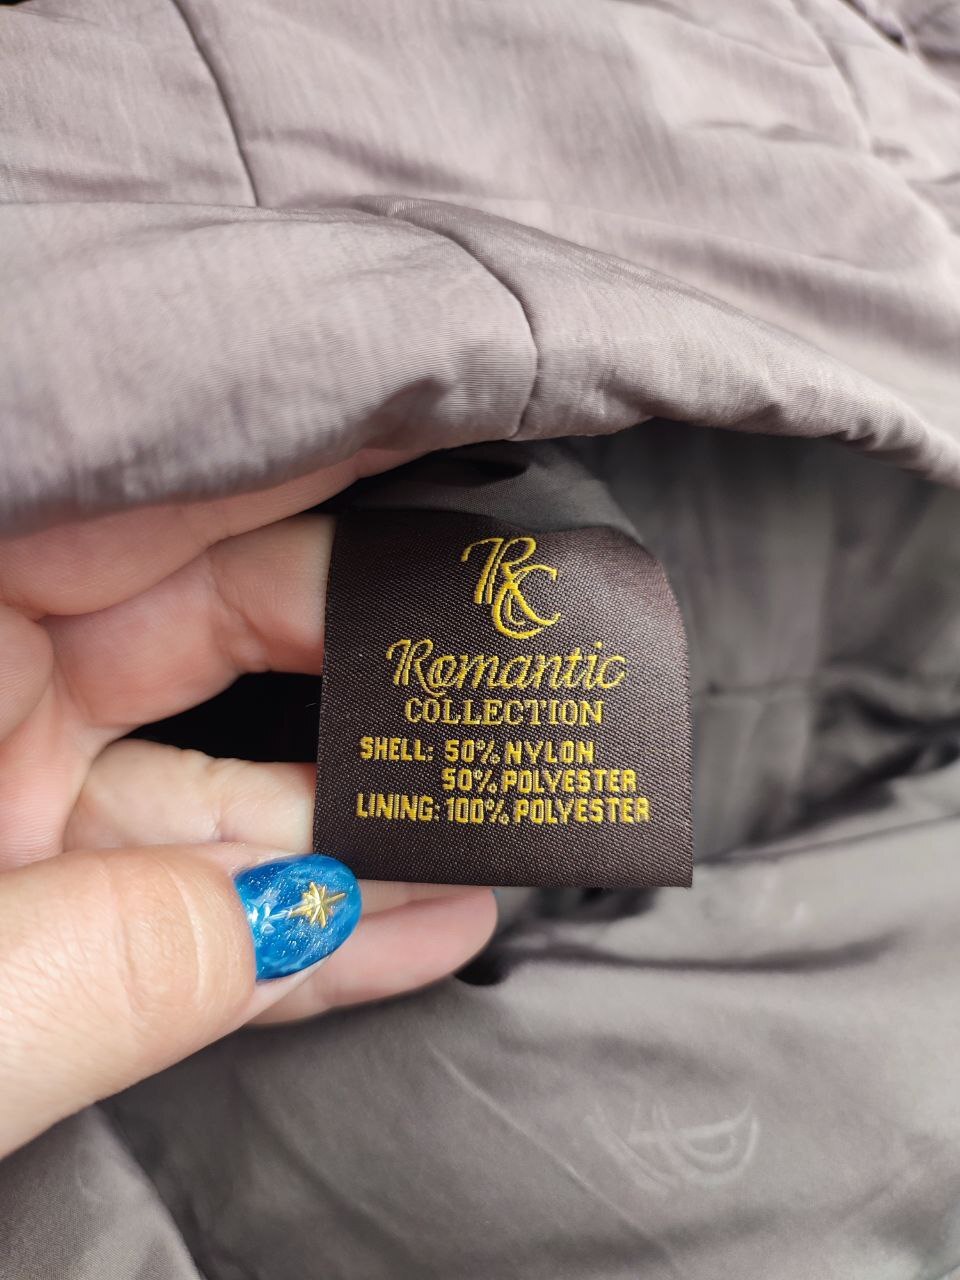 RC
Romantic
COLLECTION
SHELL: 50% NYLON
50% POLYESTER
LINING: 100% POLYESTER